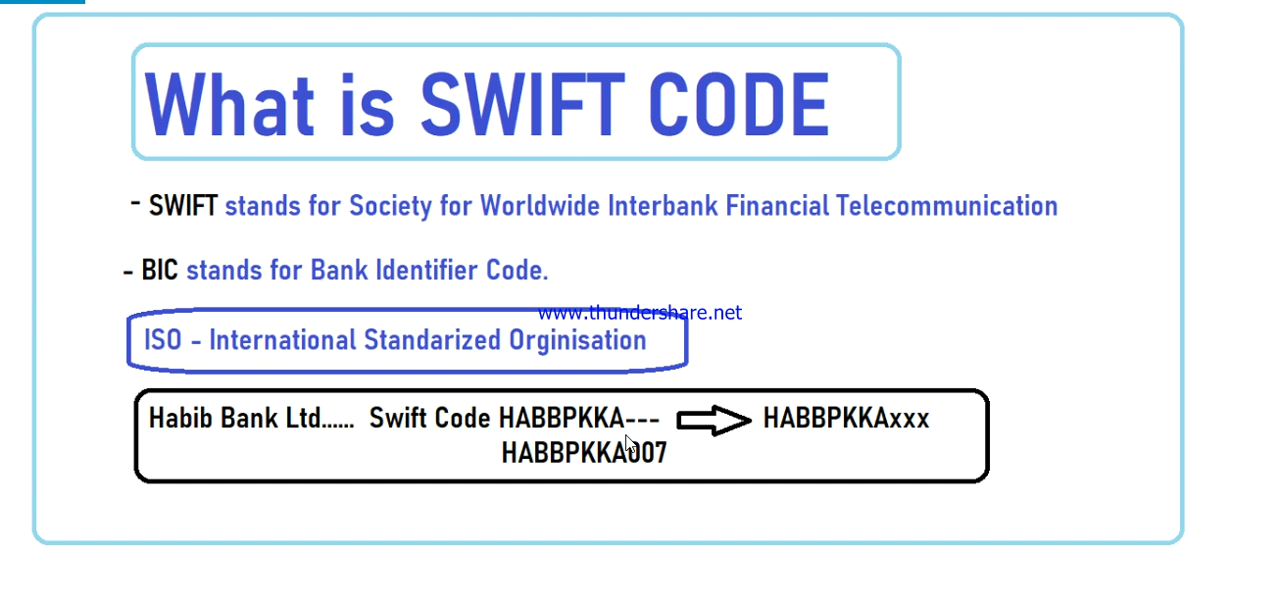 What is SWIFT CODE
- SWIFT stands for Society for Worldwide Interbank Financial Telecommunication
- BIC stands for Bank Identifier Code.
www.thundershare.net
ISO - International Standarized Orginisation
Habib Bank Ltd...... Swift Code HABBPKKA--- HABBPKKAxxx
HABBPKKA007